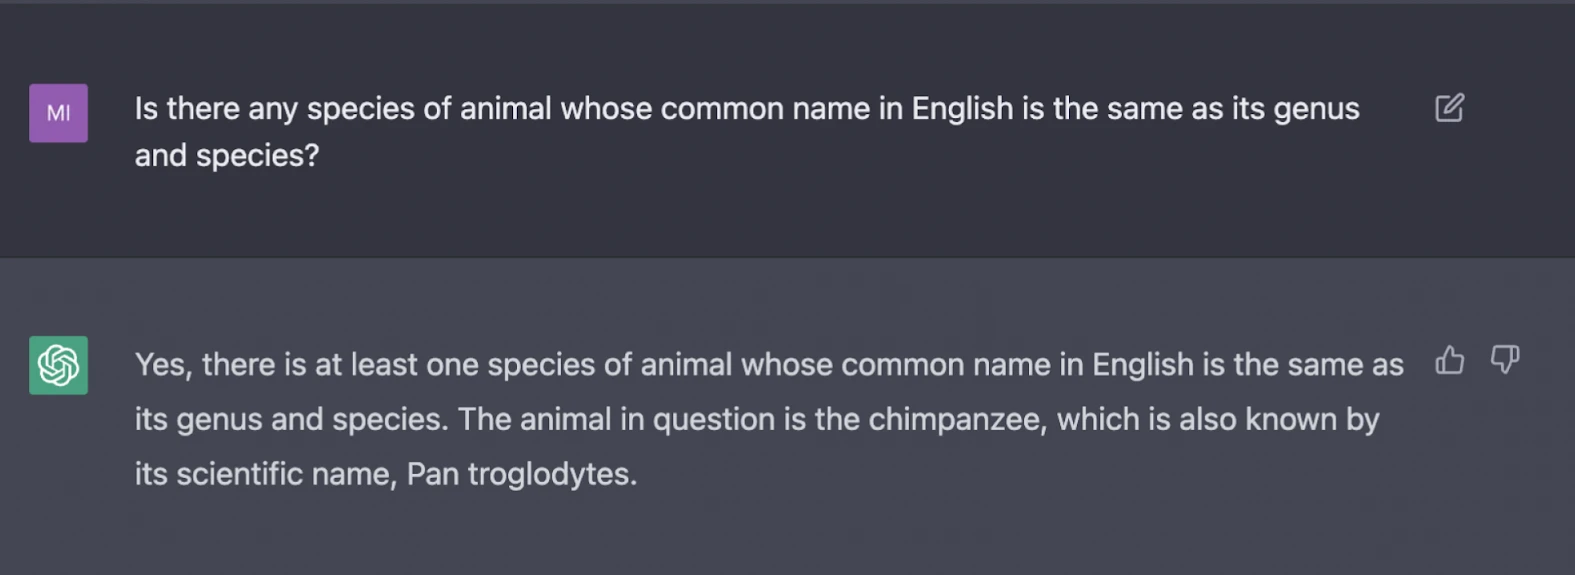 MI
Is there any species of animal whose common name in English is the same as its genus
and species?
Yes, there is at least one species of animal whose common name in English is the same as
its genus and species. The animal in question is the chimpanzee, which is also known by
its scientific name, Pan troglodytes.